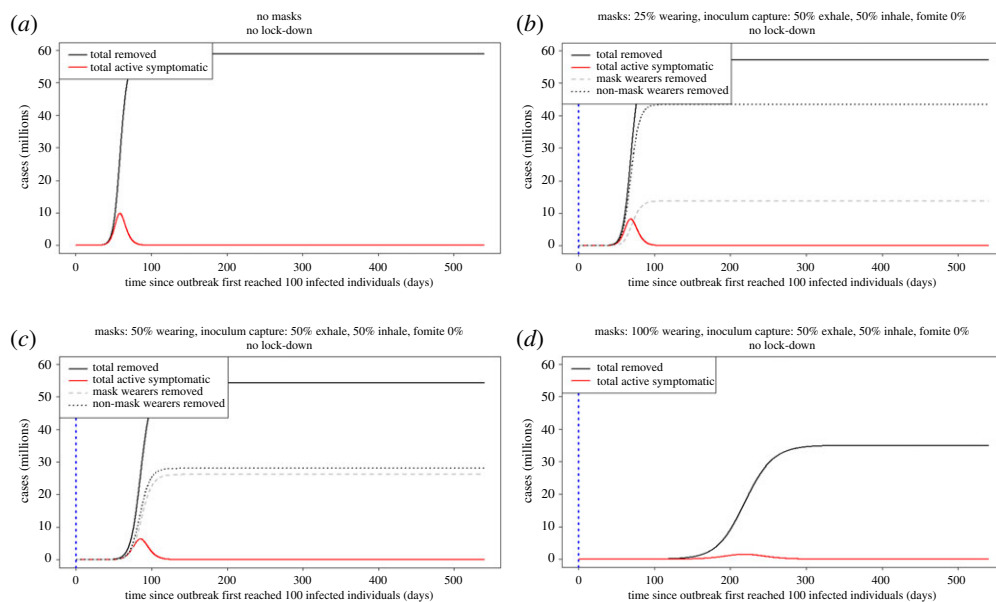 (a)
no masks
no lock-down
total removed
total active symptomatic
cases (millions)
60
50
40
30
20
10
0
0 100 200 300 400 500
time since outbreak first reached 100 infected individuals (days)
(b)
masks: 25% wearing, inoculum capture: 50% exhale, 50% inhale, fomite 0%
no lock-down
total removed
total active symptomatic
mask wearers removed
non-mask wearers removed
cases (millions)
60
50
40
30
20
10
0
0 100 200 300 400 500
time since outbreak first reached 100 infected individuals (days)
(c)
masks: 50% wearing, inoculum capture: 50% exhale, 50% inhale, fomite 0%
no lock-down
total removed
total active symptomatic
mask wearers removed
non-mask wearers removed
cases (millions)
60
50
40
30
20
10
0
0 100 200 300 400 500
time since outbreak first reached 100 infected individuals (days)
(d)
masks: 100% wearing, inoculum capture: 50% exhale, 50% inhale, fomite 0%
no lock-down
total removed
total active symptomatic
cases (millions)
60
50
40
30
20
10
0
0 100 200 300 400 500
time since outbreak first reached 100 infected individuals (days)